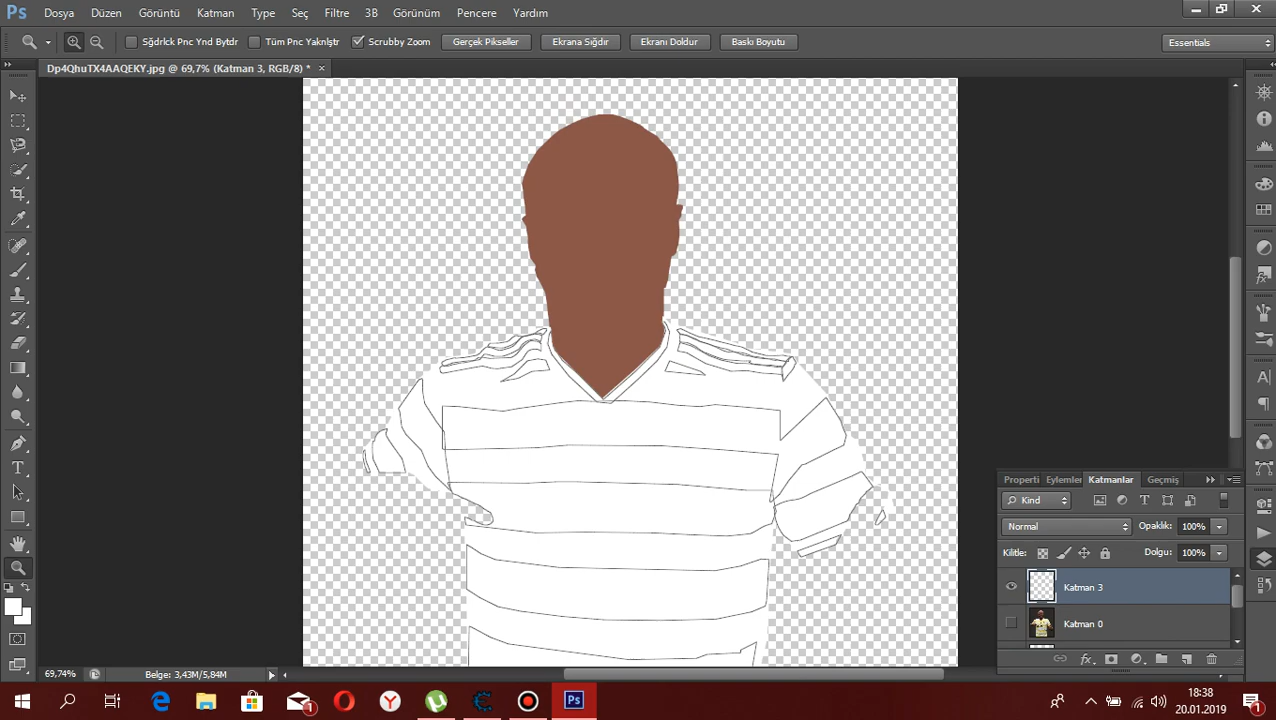 Ps Dosya Düzen Görüntü Katman Type Seç Filtre 3B Görünüm Pencere Yardım
Sğdrlck Pnc Ynd Bytdr Tüm Pnc Yaknlştr Scrubby Zoom Gerçek Pikseller Ekrana Sığdır Ekranı Doldur Baskı Boyutu Essentials
Dp4QhuTX4AAQEKY.jpg @ 69,7% (Katman 3, RGB/8) *
Properti Eylemler Katmanlar Geçmiş
Kind
Normal Opaklık: 100%
Kilitle: Dolgu: 100%
Katman 3
Katman 0
69,74% Belge: 3,43M/5,84M
18:38
20.01.2019